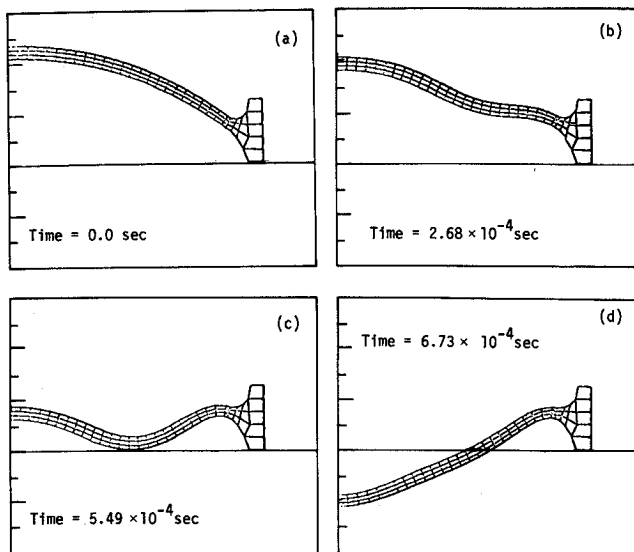 (a)
Time = 0.0 sec
(b)
Time = 2.68 × 10⁻⁴sec
(c)
Time = 5.49 ×10⁻⁴sec
(d)
Time = 6.73 × 10⁻⁴sec